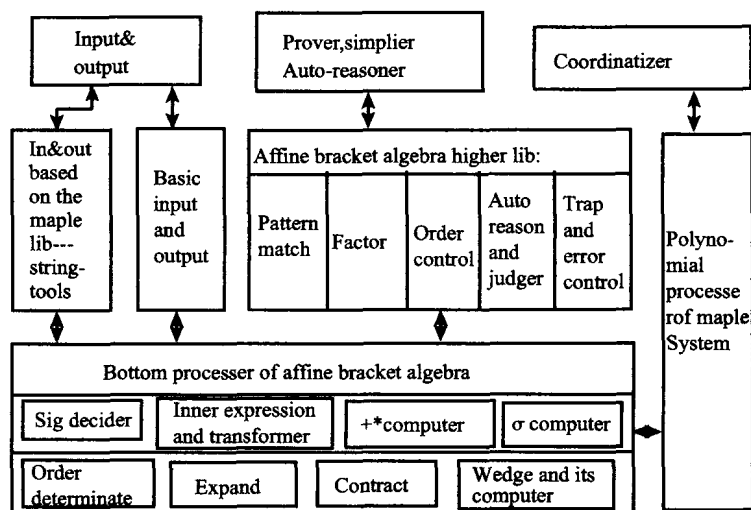 Input&
output
Prover,simplier
Auto-reasoner
Coordinatizer
In&out
based
on the
maple
lib---
string-
tools
Basic
input
and
output
Affine bracket algebra higher lib:
Pattern
match
Factor
Order
control
Auto
reason
and
judger
Trap
and
error
control
Polyno-
mial
processe
rof maple
System
Bottom processer of affine bracket algebra
Sig decider
Inner expression
and transformer
+*computer
σ computer
Order
determinate
Expand
Contract
Wedge and its
computer